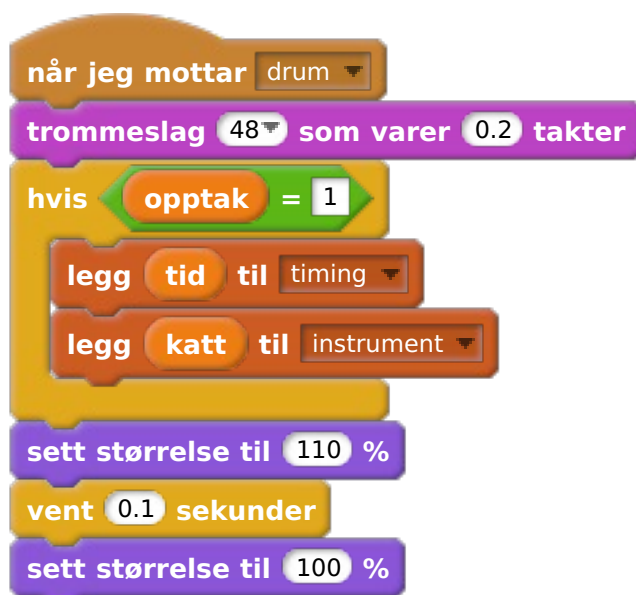 når jeg mottar drum
trommeslag 48 som varer 0.2 takter
hvis opptak = 1
legg tid til timing
legg katt til instrument
sett størrelse til 110 %
vent 0.1 sekunder
sett størrelse til 100 %